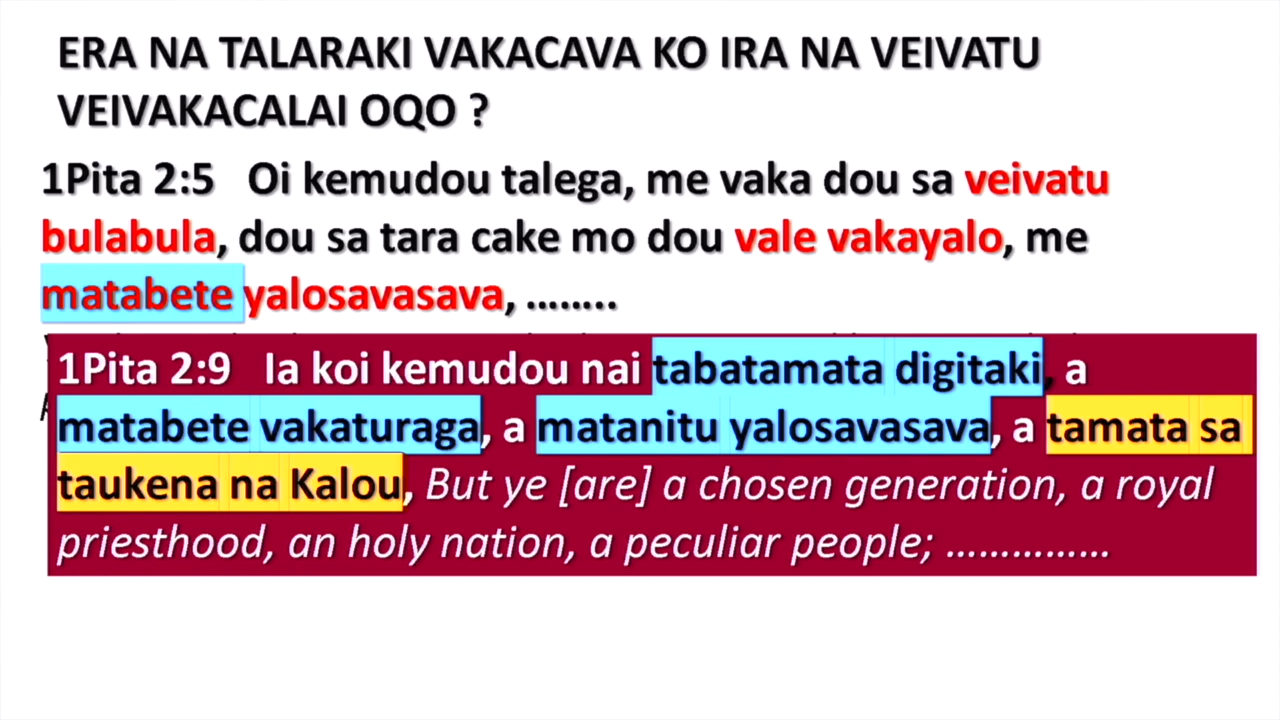 ERA NA TALARAKI VAKACAVA KO IRA NA VEIVATU
VEIVAKACALAI OQO ?
1Pita 2:5 Oi kemudou talega, me vaka dou sa veivatu
bulabula, dou sa tara cake mo dou vale vakayalo, me
matabete yalosavasava, ……..
1Pita 2:9 Ia koi kemudou nai tabatamata digitaki, a
matabete vakaturaga, a matanitu yalosavasava, a tamata sa
taukena na Kalou, But ye [are] a chosen generation, a royal
priesthood, an holy nation, a peculiar people; ……………